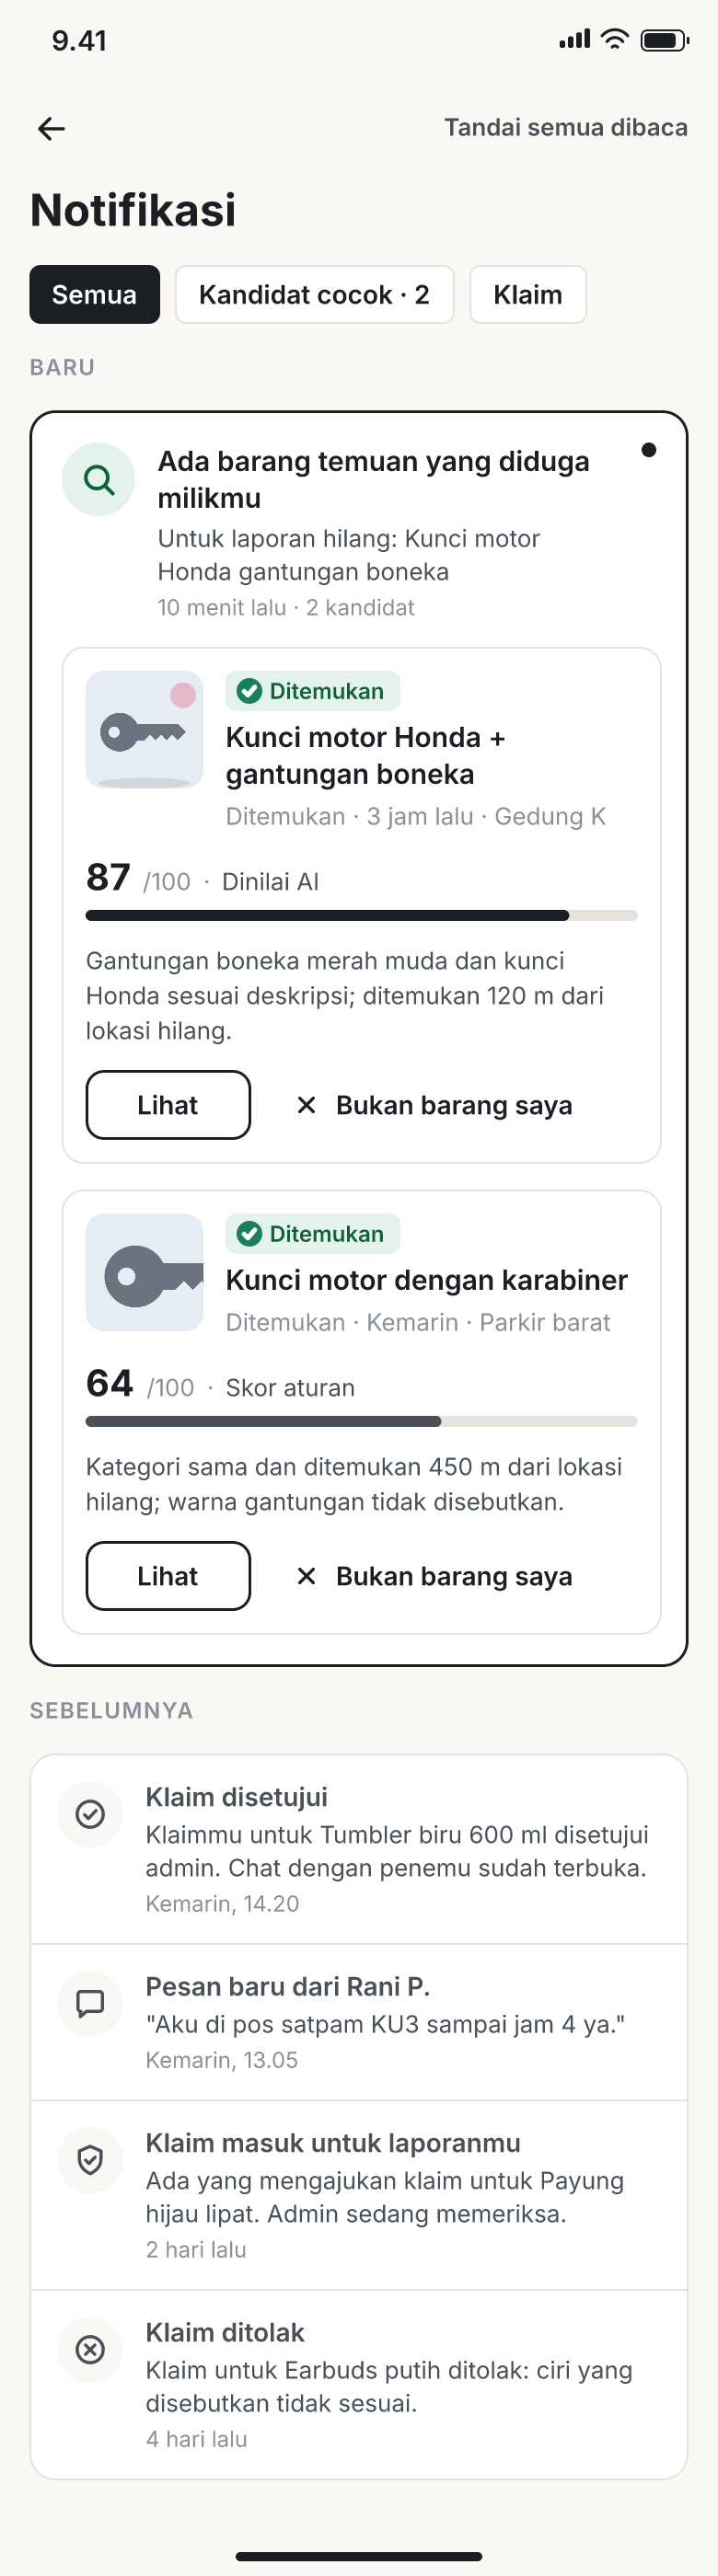 9.41
Tandai semua dibaca
Notifikasi
Semua
Kandidat cocok · 2
Klaim
BARU
Ada barang temuan yang diduga
milikmu
Untuk laporan hilang: Kunci motor
Honda gantungan boneka
10 menit lalu · 2 kandidat
Ditemukan
Kunci motor Honda +
gantungan boneka
Ditemukan · 3 jam lalu · Gedung K
87 /100 · Dinilai AI
Gantungan boneka merah muda dan kunci
Honda sesuai deskripsi; ditemukan 120 m dari
lokasi hilang.
Lihat
Bukan barang saya
Ditemukan
Kunci motor dengan karabiner
Ditemukan · Kemarin · Parkir barat
64 /100 · Skor aturan
Kategori sama dan ditemukan 450 m dari lokasi
hilang; warna gantungan tidak disebutkan.
Lihat
Bukan barang saya
SEBELUMNYA
Klaim disetujui
Klaimmu untuk Tumbler biru 600 ml disetujui
admin. Chat dengan penemu sudah terbuka.
Kemarin, 14.20
Pesan baru dari Rani P.
"Aku di pos satpam KU3 sampai jam 4 ya."
Kemarin, 13.05
Klaim masuk untuk laporanmu
Ada yang mengajukan klaim untuk Payung
hijau lipat. Admin sedang memeriksa.
2 hari lalu
Klaim ditolak
Klaim untuk Earbuds putih ditolak: ciri yang
disebutkan tidak sesuai.
4 hari lalu